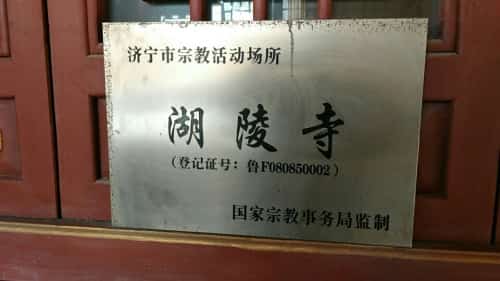 济宁市宗教活动场所
湖陵寺
(登记证号：鲁F080850002)
国家宗教事务局监制